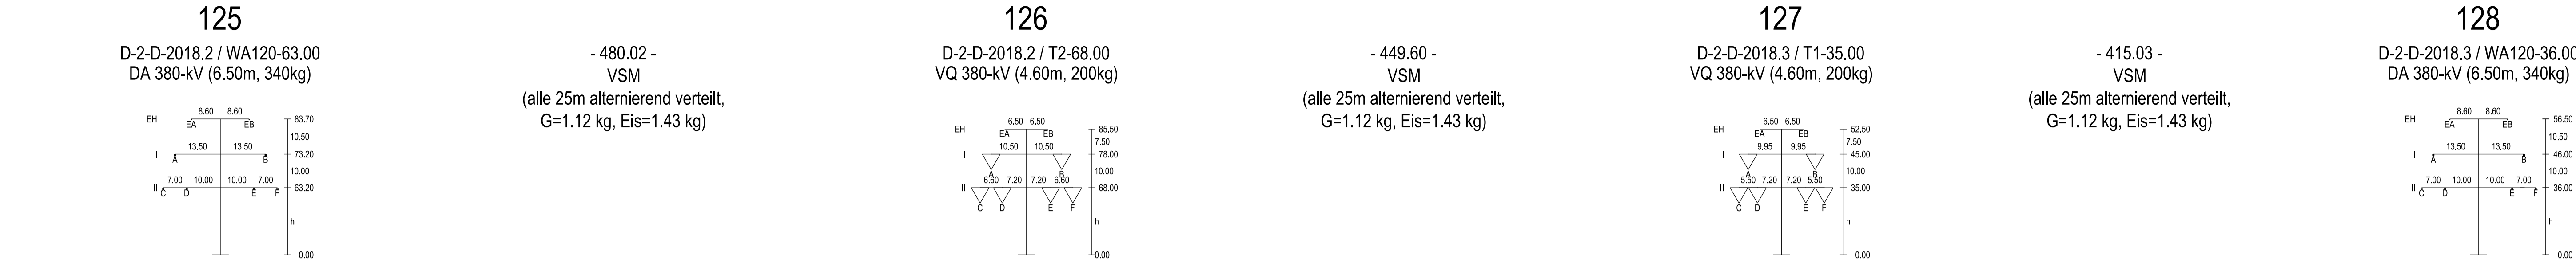 125
D-2-D-2018.2 / WA120-63.00
DA 380-kV (6.50m, 340kg)
8.60 8.60
EH EA EB 83.70
10.50
13.50 13.50
I A B 73.20
10.00
7.00 10.00 10.00 7.00
II C D E F 63.20
h
0.00
- 480.02 -
VSM
(alle 25m alternierend verteilt,
G=1.12 kg, Eis=1.43 kg)
126
D-2-D-2018.2 / T2-68.00
VQ 380-kV (4.60m, 200kg)
6.50 6.50
EH EA EB 85.50
7.50
10.50 10.50
I 78.00
A B 10.00
6.60 7.20 7.20 6.60
II 68.00
C D E F
h
0.00
- 449.60 -
VSM
(alle 25m alternierend verteilt,
G=1.12 kg, Eis=1.43 kg)
127
D-2-D-2018.3 / T1-35.00
VQ 380-kV (4.60m, 200kg)
6.50 6.50
EH EA EB 52.50
7.50
9.95 9.95
I 45.00
A B 10.00
5.50 7.20 7.20 5.50
II 35.00
C D E F
h
0.00
- 415.03 -
VSM
(alle 25m alternierend verteilt,
G=1.12 kg, Eis=1.43 kg)
128
D-2-D-2018.3 / WA120-36.00
DA 380-kV (6.50m, 340kg)
8.60 8.60
EH EA EB 56.50
10.50
13.50 13.50
I A B 46.00
10.00
7.00 10.00 10.00 7.00
II C D E F 36.00
h
0.00